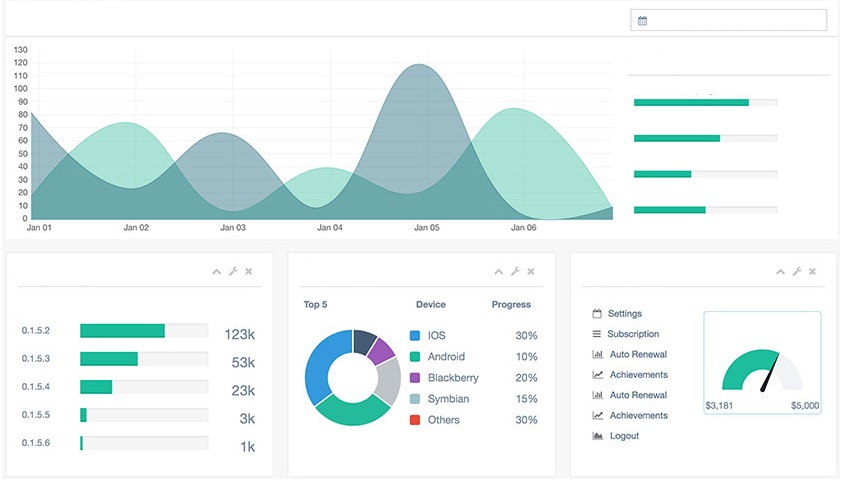 130
120
110
100
90
80
70
60
50
40
30
20
10
0
Jan 01 Jan 02 Jan 03 Jan 04 Jan 05 Jan 06
0.1.5.2 123k
0.1.5.3 53k
0.1.5.4 23k
0.1.5.5 3k
0.1.5.6 1k
Top 5 Device Progress
IOS 30%
Android 10%
Blackberry 20%
Symbian 15%
Others 30%
Settings
Subscription
Auto Renewal
Achievements
Auto Renewal
Achievements
Logout
$3,181 $5,000